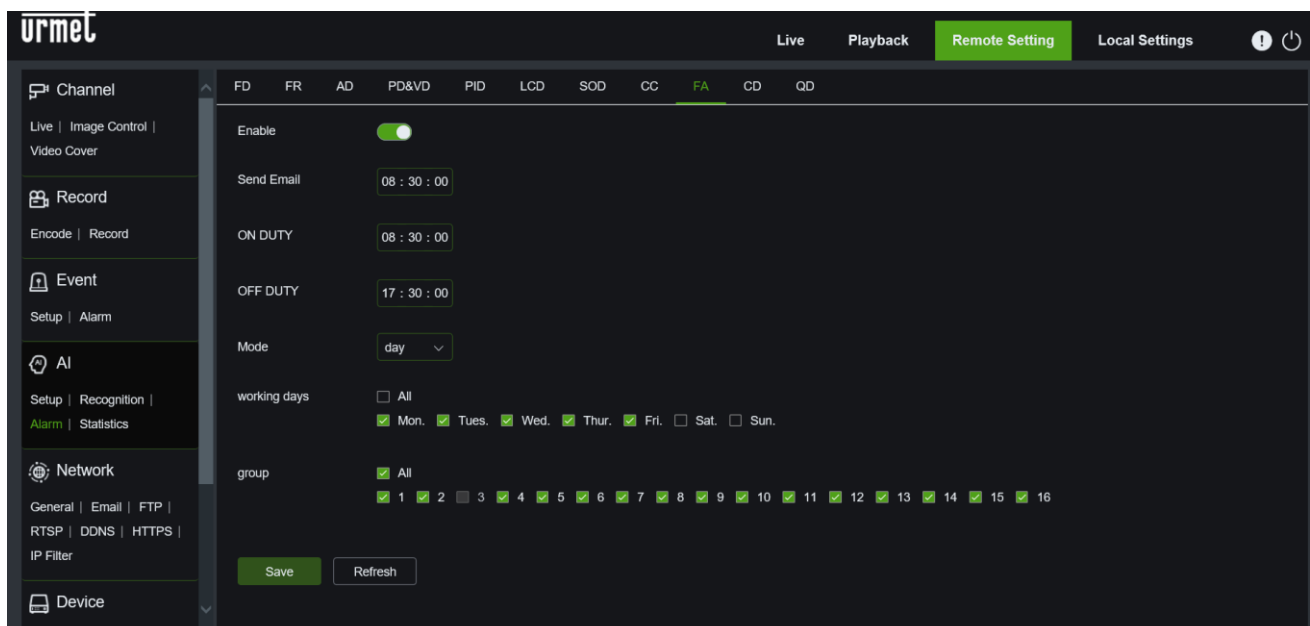 urmet
Live Playback Remote Setting Local Settings
Channel
Live | Image Control |
Video Cover
Record
Encode | Record
Event
Setup | Alarm
AI
Setup | Recognition |
Alarm | Statistics
Network
General | Email | FTP |
RTSP | DDNS | HTTPS |
IP Filter
Device
FD FR AD PD&VD PID LCD SOD CC FA CD QD
Enable
Send Email 08 : 30 : 00
ON DUTY 08 : 30 : 00
OFF DUTY 17 : 30 : 00
Mode day
working days All
Mon. Tues. Wed. Thur. Fri. Sat. Sun.
group All
1 2 3 4 5 6 7 8 9 10 11 12 13 14 15 16
Save Refresh